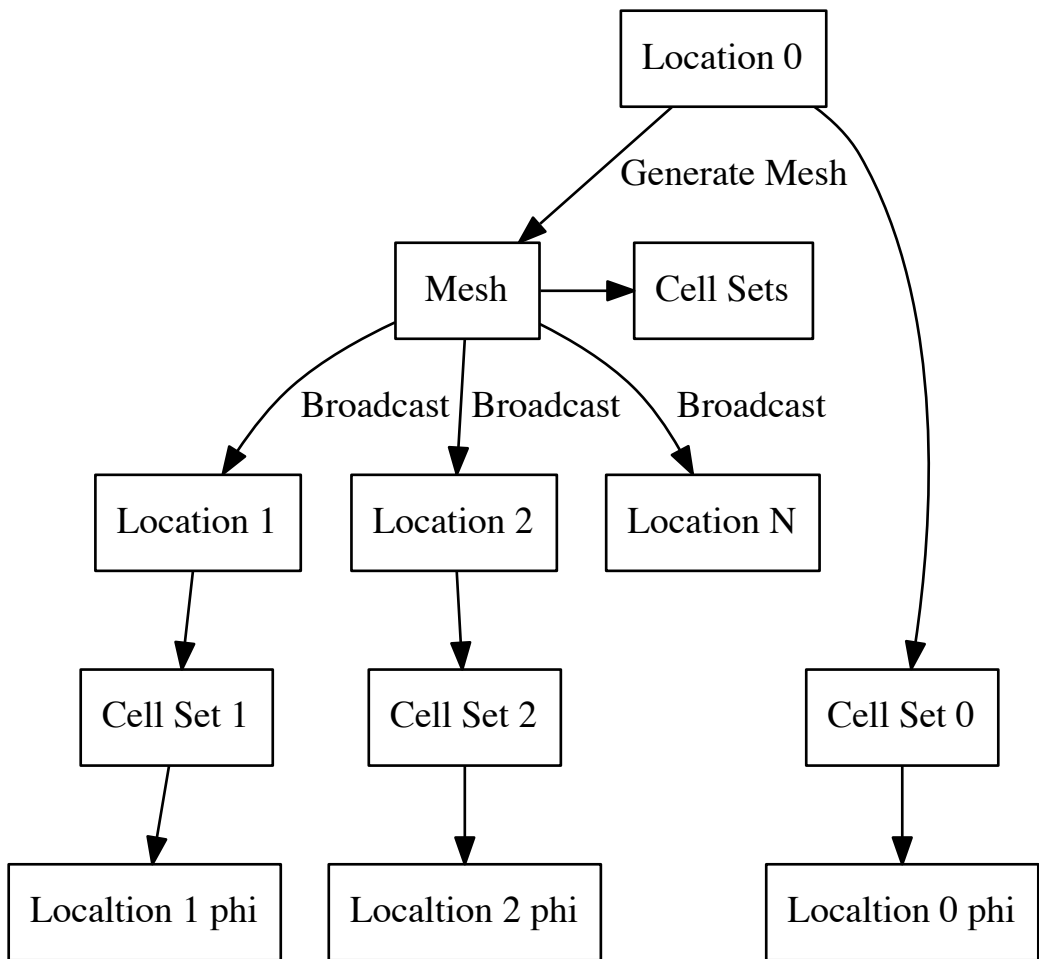 Location 0
Generate Mesh
Mesh
Cell Sets
Broadcast
Broadcast
Broadcast
Location 1
Location 2
Location N
Cell Set 1
Cell Set 2
Cell Set 0
Localtion 1 phi
Localtion 2 phi
Localtion 0 phi